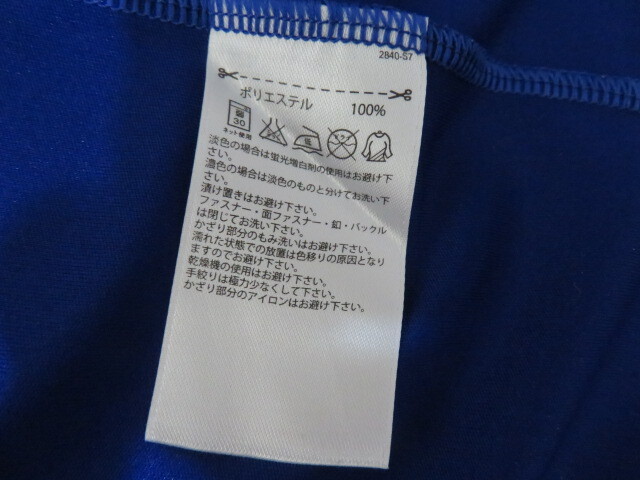 2840-S7
ポリエステル 100%
30
ネット使用
ドライ
淡色の場合は蛍光増白剤の使用はお避け下
さい。
濃色の場合は淡色のものと分けてお洗い下
さい。
漬け置きはお避け下さい。
ファスナー・面ファスナー・釦・バックル
は閉じてお洗い下さい。
かざり部分のもみ洗いはお避け下さい。
濡れた状態での放置は色移りの原因となり
ますのでお避け下さい。
乾燥機の使用はお避け下さい。
手絞りは極力少なくして下さい。
かざり部分のアイロンはお避け下さい。